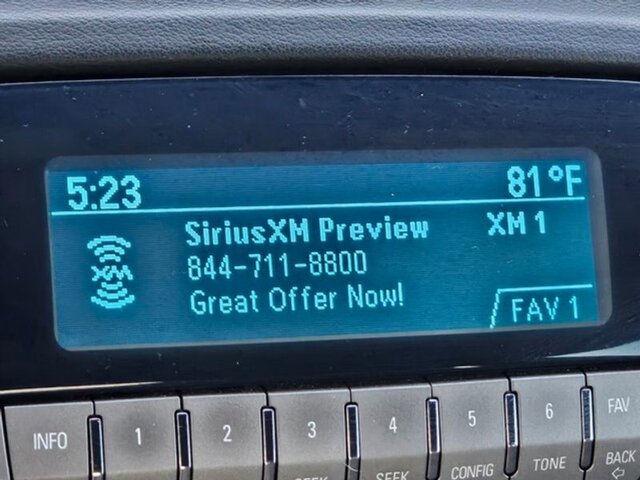 5:23 81°F
SiriusXM Preview XM 1
844-711-8800
XM
Great Offer Now!
FAV 1
INFO 1 2 3 4 5 6 FAV
SEEK SEEK CONFIG TONE BACK